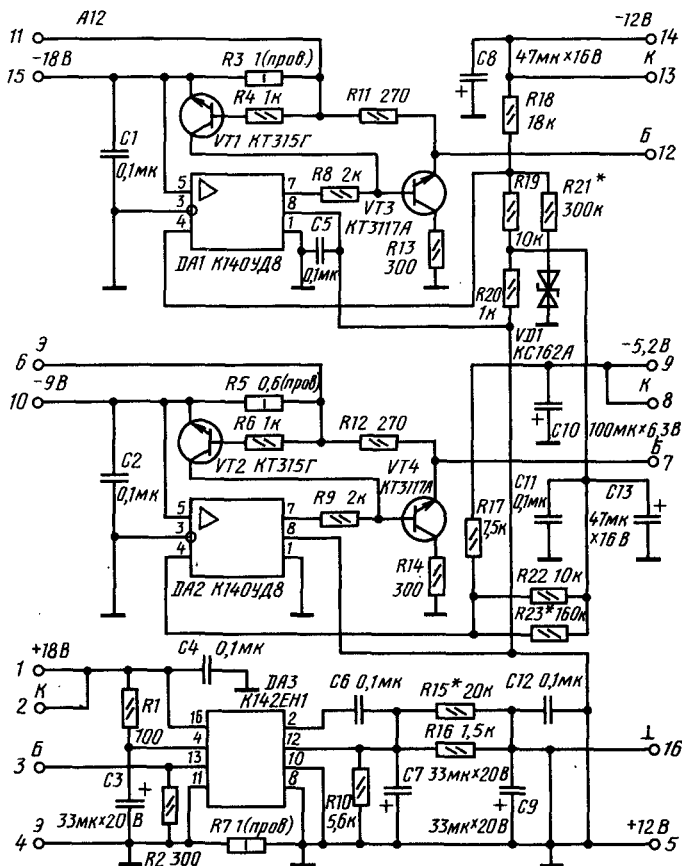 A12
11
15
-18В
R3 1(пров.)
R4 1к
R11 270
VT1 КТ315Г
C1
0,1мк
5
3
4
7
8
1
R8 2к
VT3
КТ3117А
C5
0,1мк
R13
300
DA1 К140УД8
-12В
14
К
13
C8
47мк×16В
R18
18к
Б
12
R19
10к
R21*
300к
R20
1к
VD1
КС162А
Э
6
-9В
10
R5 0,6(пров)
R6 1к
R12 270
VT2 КТ315Г
C2
0,1мк
5
3
4
7
8
1
R9 2к
VT4
КТ3117А
R14
300
DA2 К140УД8
-5,2В
9
К
8
C10 100мк×6,3В
Б
7
R17
7,5к
C11
0,1мк
C13
47мк
×16В
R22 10к
R23*160к
1
+18В
2
К
C4 0,1мк
R1
100
3
Б
C3
33мк×20В
4
Э
R2 300
DA3
К142ЕН1
16
4
13
11
2
12
10
8
R7 1(пров)
C6 0,1мк
R15* 20к
C12 0,1мк
R16 1,5к
R10
5,6к
C7 33мк×20В
C9
33мк×20В
⊥
16
+12В
5